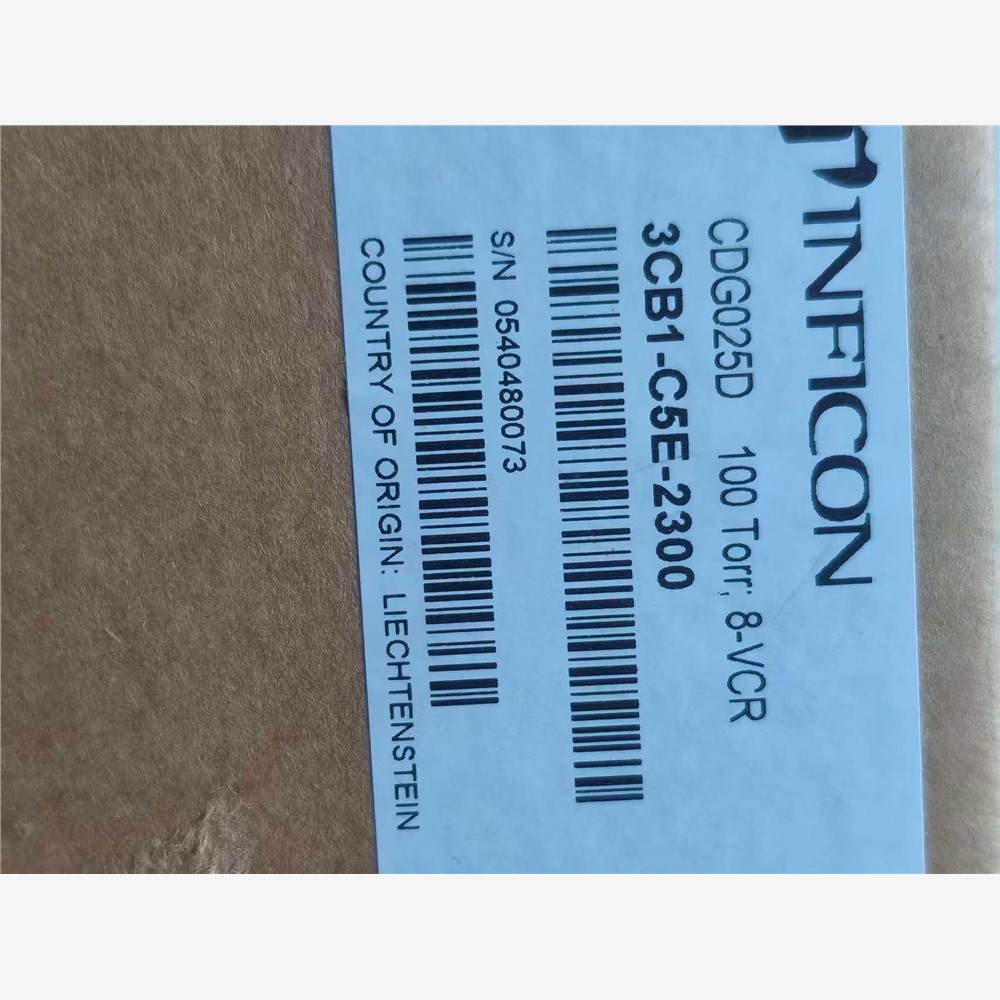 INFICON
CDG025D 100 Torr; 8-VCR
3CB1-C5E-2300
S/N 0540480073
COUNTRY OF ORIGIN: LIECHTENSTEIN